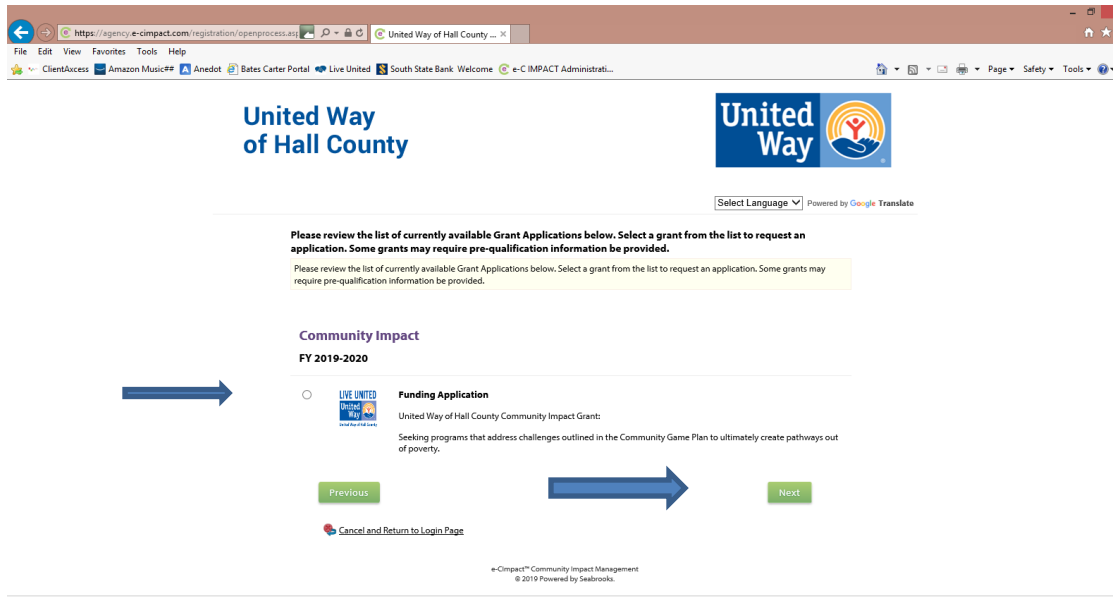 https://agency.e-cimpact.com/registration/openprocess.asp
United Way of Hall County ...
File Edit View Favorites Tools Help
ClientAxcess Amazon Music## Anedot Bates Carter Portal Live United South State Bank Welcome e-C IMPACT Administrati...
Page Safety Tools
United Way
of Hall County
United
Way
Select Language Powered by Google Translate
Please review the list of currently available Grant Applications below. Select a grant from the list to request an
application. Some grants may require pre-qualification information be provided.
Please review the list of currently available Grant Applications below. Select a grant from the list to request an application. Some grants may
require pre-qualification information be provided.
Community Impact
FY 2019-2020
LIVE UNITED
United
Way
United Way of Hall County
Funding Application
United Way of Hall County Community Impact Grant:
Seeking programs that address challenges outlined in the Community Game Plan to ultimately create pathways out
of poverty.
Previous
Next
Cancel and Return to Login Page
e-CImpact™ Community Impact Management
© 2019 Powered by Seabrooks.